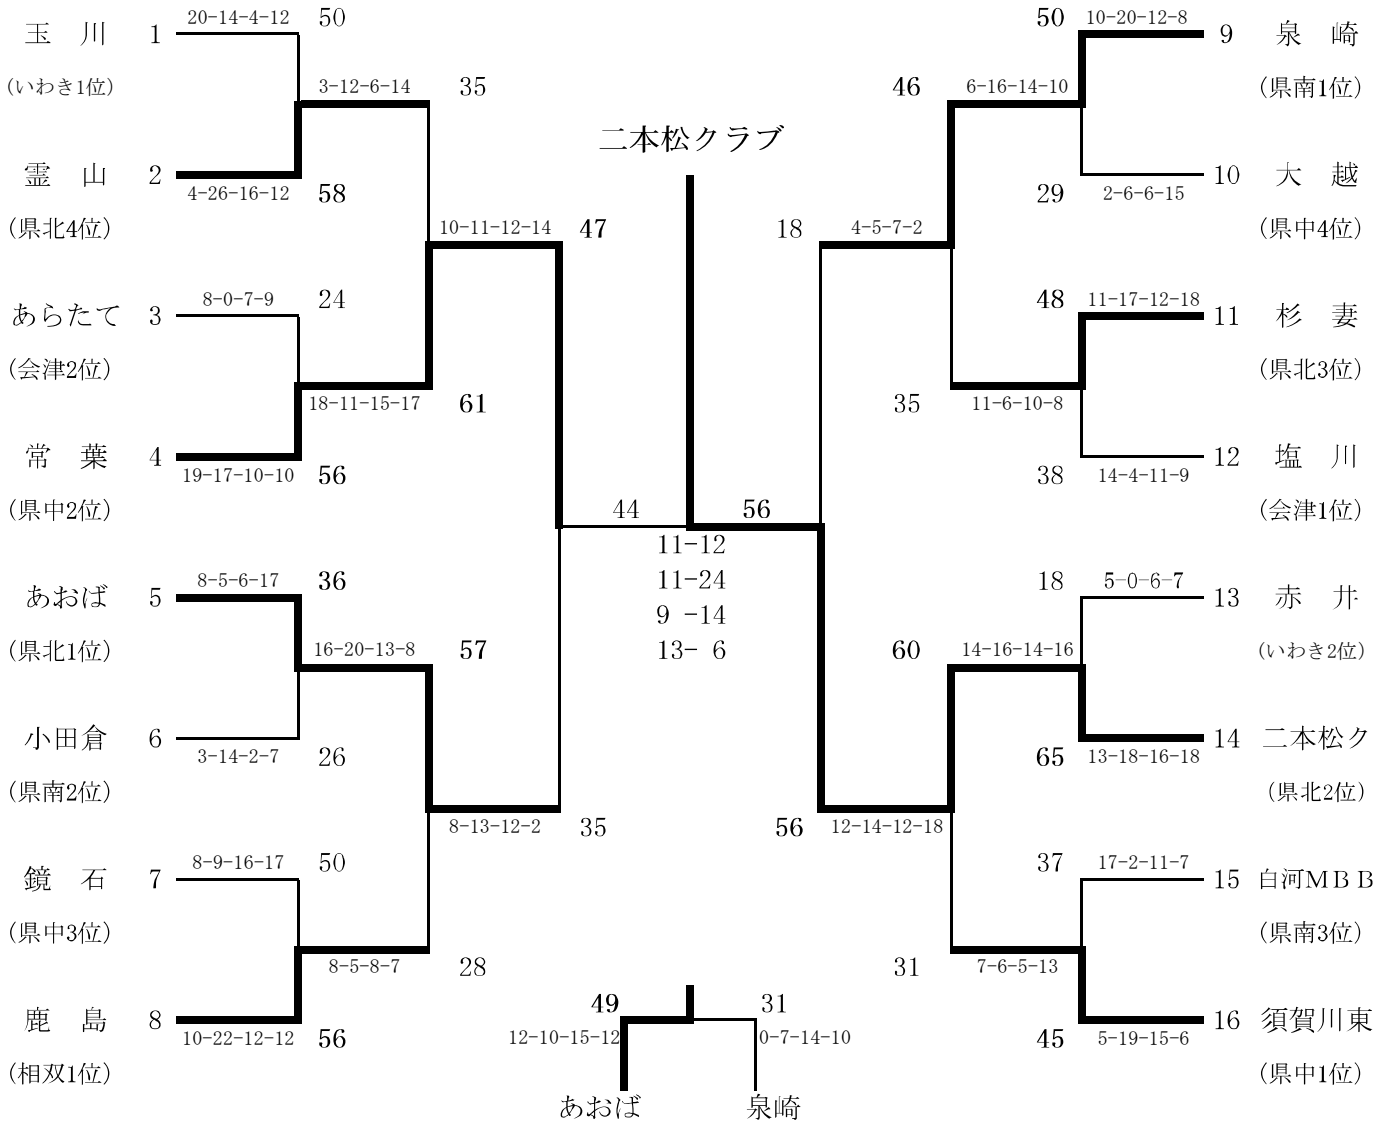 二本松クラブ
玉　川 1
20-14-4-12
50
(いわき1位)
3-12-6-14
35
霊　山 2
4-26-16-12
58
(県北4位)
10-11-12-14
47
あらたて 3
8-0-7-9
24
(会津2位)
18-11-15-17
61
常　葉 4
19-17-10-10
56
(県中2位)
あおば 5
8-5-6-17
36
(県北1位)
16-20-13-8
57
小田倉 6
3-14-2-7
26
(県南2位)
8-13-12-2
35
鏡　石 7
8-9-16-17
50
(県中3位)
8-5-8-7
28
鹿　島 8
10-22-12-12
56
(相双1位)
44
56
11-12
11-24
9 -14
13- 6
50
10-20-12-8
9 泉　崎
(県南1位)
46
6-16-14-10
29
2-6-6-15
10 大　越
(県中4位)
18
4-5-7-2
48
11-17-12-18
11 杉　妻
(県北3位)
35
11-6-10-8
38
14-4-11-9
12 塩　川
(会津1位)
18
5-0-6-7
13 赤　井
(いわき2位)
60
14-16-14-16
65
13-18-16-18
14 二本松ク
(県北2位)
56
12-14-12-18
37
17-2-11-7
15 白河ＭＢＢ
(県南3位)
31
7-6-5-13
45
5-19-15-6
16 須賀川東
(県中1位)
49
31
12-10-15-12
0-7-14-10
あおば
泉崎